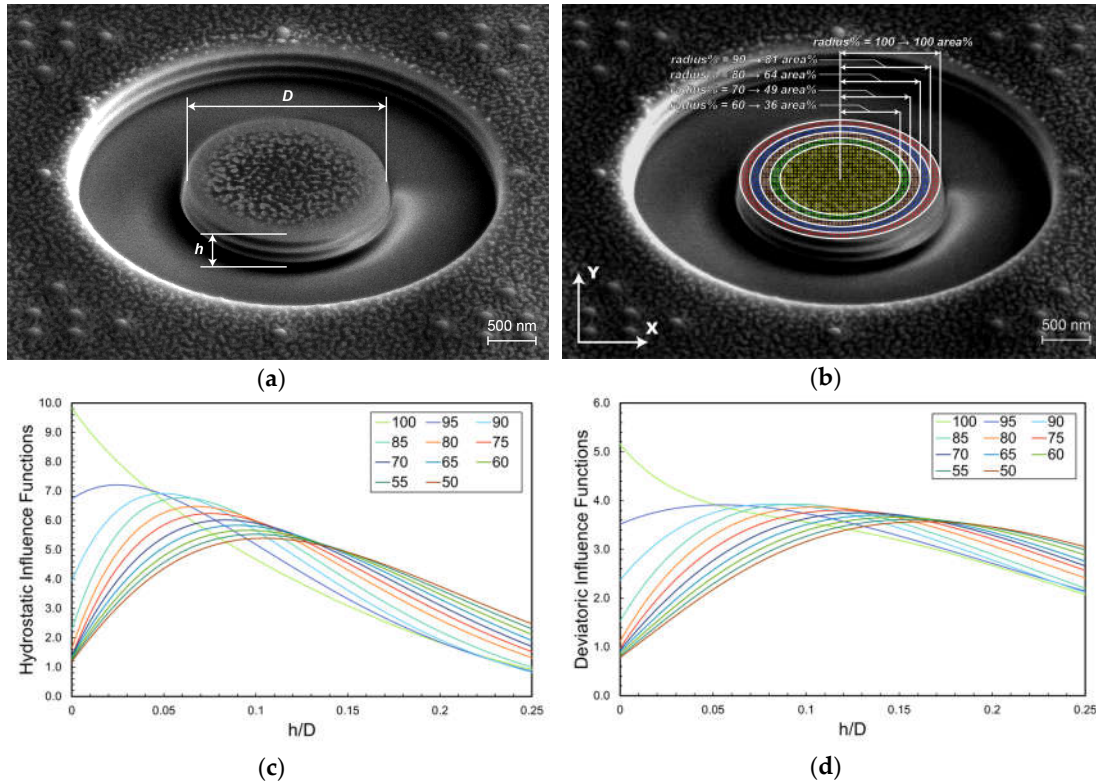 D
h
500 nm
(a)
radius% = 100 → 100 area%
radius% = 90 → 81 area%
radius% = 80 → 64 area%
radius% = 70 → 49 area%
radius% = 60 → 36 area%
Y
X
500 nm
(b)
Hydrostatic Influence Functions
10.0
9.0
8.0
7.0
6.0
5.0
4.0
3.0
2.0
1.0
0.0
100 95 90
85 80 75
70 65 60
55 50
0 0.05 0.1 0.15 0.2 0.25
h/D
(c)
Deviatoric Influence Functions
6.0
5.0
4.0
3.0
2.0
1.0
0.0
100 95 90
85 80 75
70 65 60
55 50
0 0.05 0.1 0.15 0.2 0.25
h/D
(d)